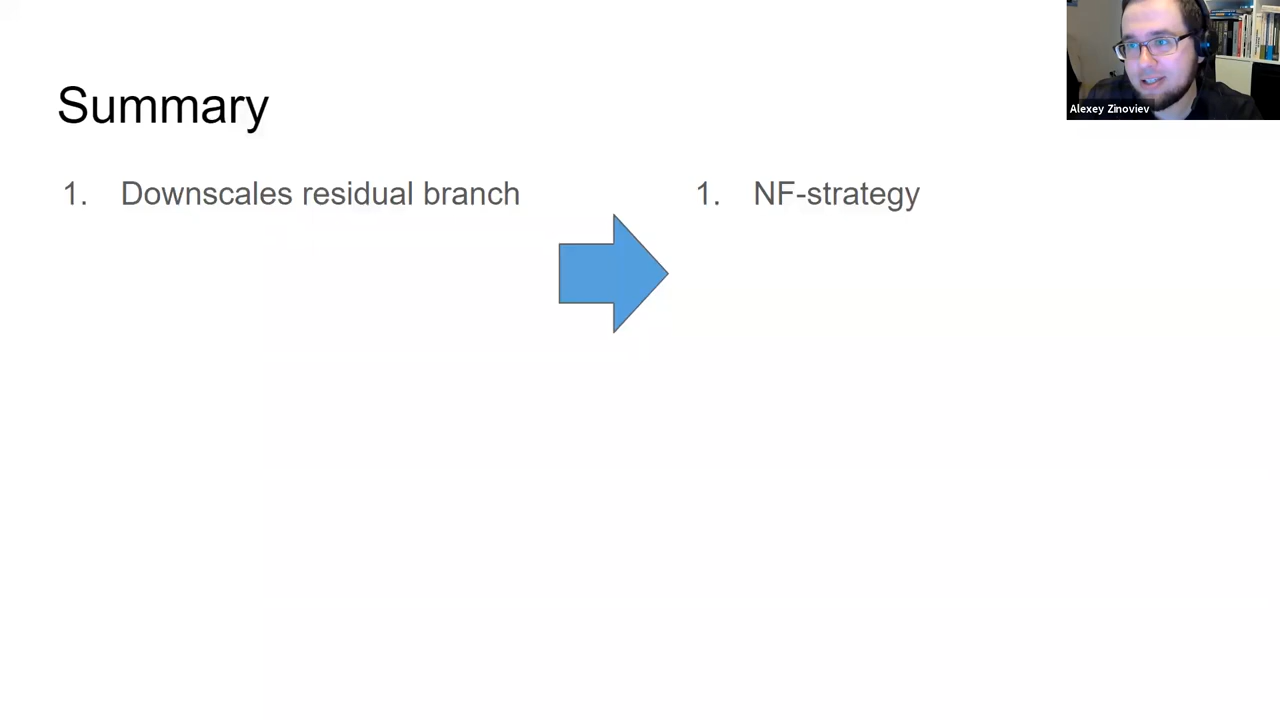 Summary
1. Downscales residual branch
1. NF-strategy
Alexey Zinoviev